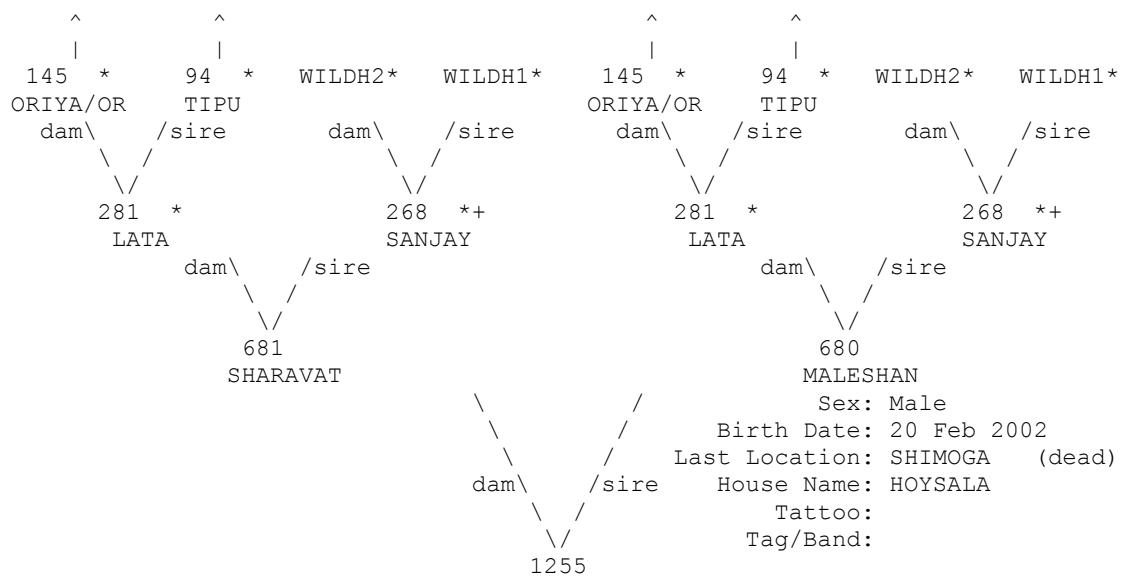 ^ ^ ^ ^
| | | |
145 * 94 * WILDH2* WILDH1* 145 * 94 * WILDH2* WILDH1*
ORIYA/OR TIPU ORIYA/OR TIPU
dam\ /sire dam\ /sire dam\ /sire dam\ /sire
\ / \ / \ / \ /
\/ \/ \/ \/
281 * 268 *+ 281 * 268 *+
LATA SANJAY LATA SANJAY
dam\ /sire dam\ /sire
\ / \ /
\/ \/
681 680
SHARAVAT MALESHAN
\ / Sex: Male
\ / Birth Date: 20 Feb 2002
\ / Last Location: SHIMOGA (dead)
dam\ /sire House Name: HOYSALA
\ / Tattoo:
\/ Tag/Band:
1255